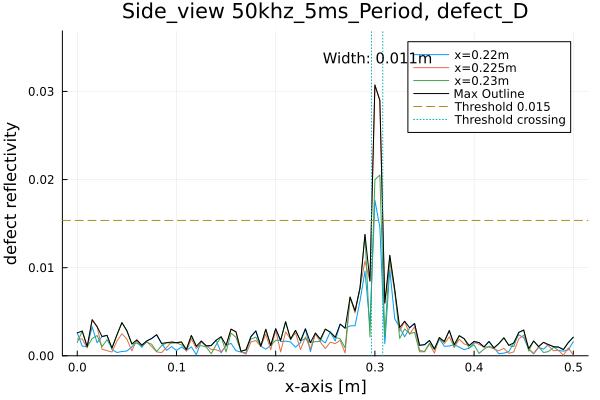 Side_view 50khz_5ms_Period, defect_D
Width: 0.011m
x=0.22m
x=0.225m
x=0.23m
Max Outline
Threshold 0.015
Threshold crossing
defect reflectivity
0.03
0.02
0.01
0.00
0.0 0.1 0.2 0.3 0.4 0.5
x-axis [m]